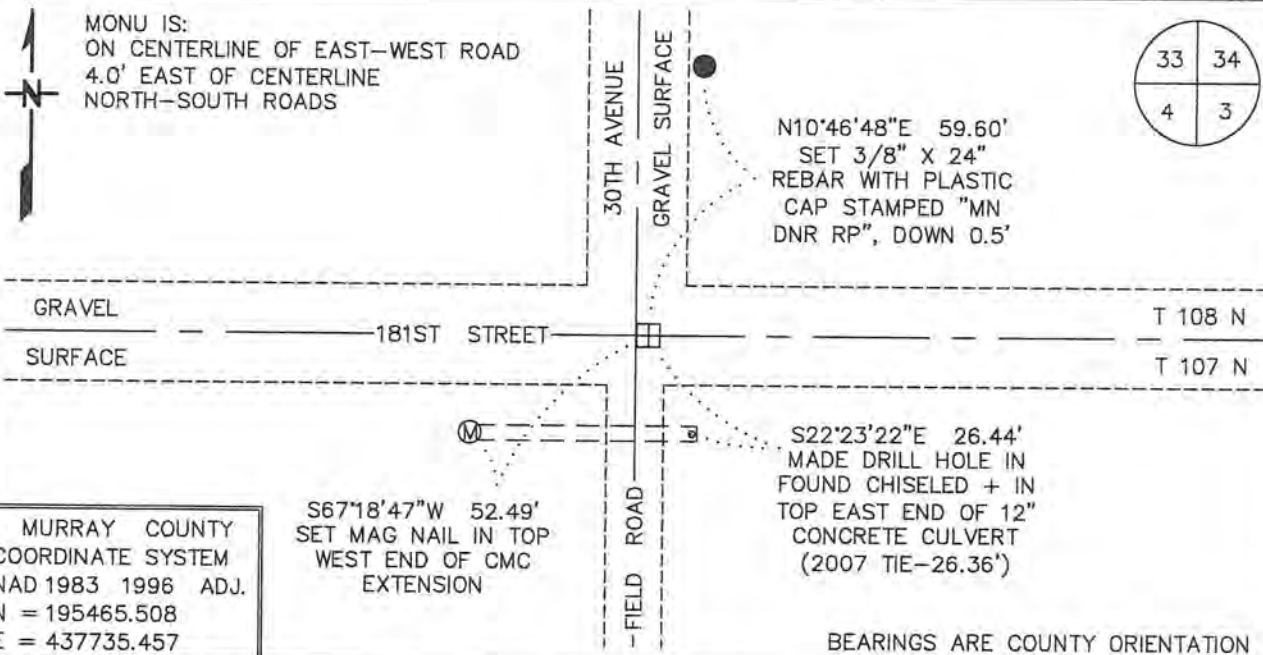 MONU IS:
ON CENTERLINE OF EAST-WEST ROAD
4.0' EAST OF CENTERLINE
NORTH-SOUTH ROADS
N
30TH AVENUE
GRAVEL SURFACE
33 34
4 3
N10°46'48"E 59.60'
SET 3/8" X 24"
REBAR WITH PLASTIC
CAP STAMPED "MN
DNR RP", DOWN 0.5'
GRAVEL
SURFACE
181ST STREET
T 108 N
T 107 N
M
S67°18'47"W 52.49'
SET MAG NAIL IN TOP
WEST END OF CMC
EXTENSION
FIELD ROAD
S22°23'22"E 26.44'
MADE DRILL HOLE IN
FOUND CHISELED + IN
TOP EAST END OF 12"
CONCRETE CULVERT
(2007 TIE-26.36')
MURRAY COUNTY
COORDINATE SYSTEM
NAD 1983 1996 ADJ.
N = 195465.508
E = 437735.457
BEARINGS ARE COUNTY ORIENTATION